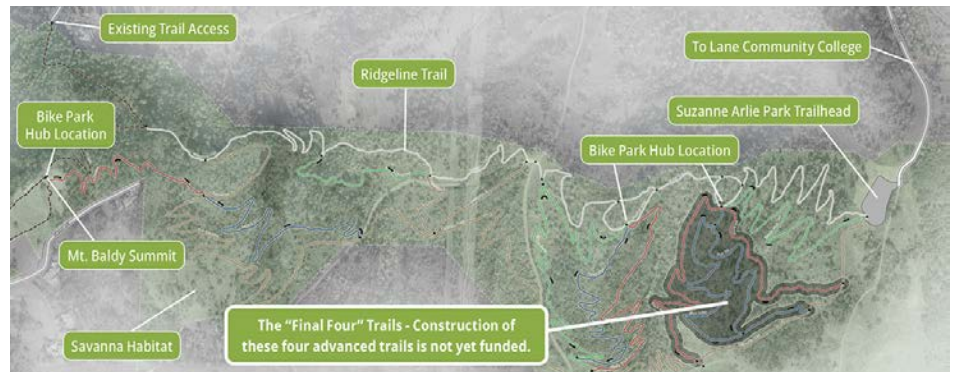 Existing Trail Access
To Lane Community College
Ridgeline Trail
Suzanne Arlie Park Trailhead
Bike Park
Hub Location
Bike Park Hub Location
Mt. Baldy Summit
The “Final Four” Trails - Construction of
these four advanced trails is not yet funded.
Savanna Habitat